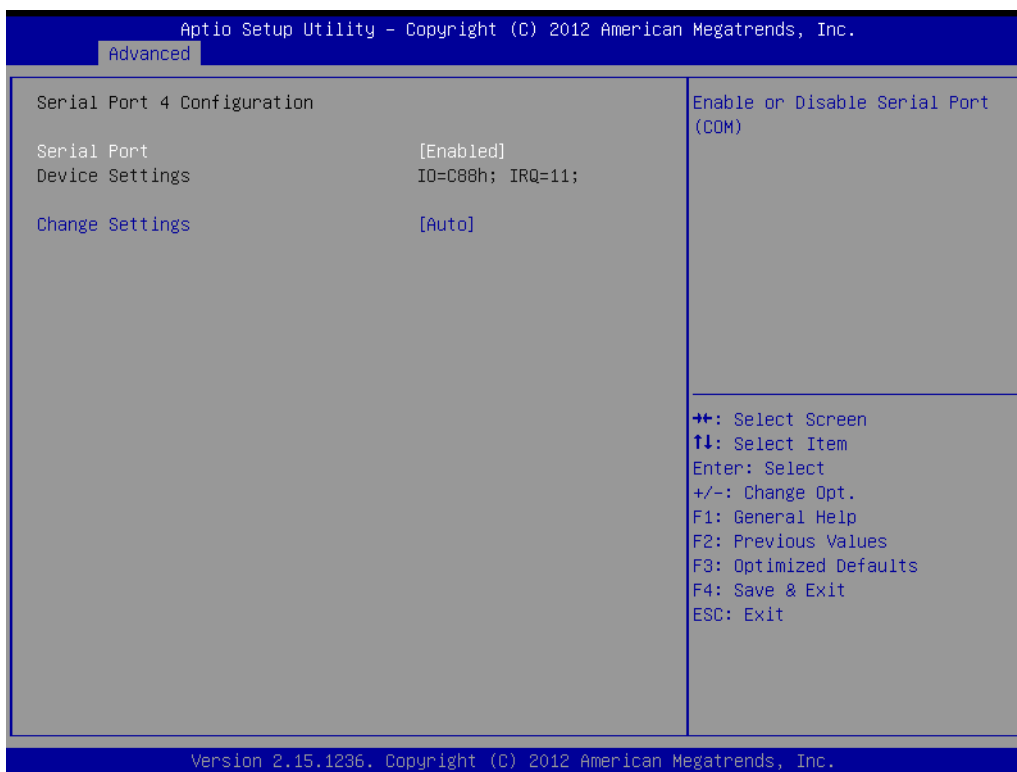 Aptio Setup Utility – Copyright (C) 2012 American Megatrends, Inc.
Advanced
Serial Port 4 Configuration
Serial Port [Enabled]
Device Settings IO=C88h; IRQ=11;
Change Settings [Auto]
Enable or Disable Serial Port
(COM)
→←: Select Screen
↑↓: Select Item
Enter: Select
+/-: Change Opt.
F1: General Help
F2: Previous Values
F3: Optimized Defaults
F4: Save & Exit
ESC: Exit
Version 2.15.1236. Copyright (C) 2012 American Megatrends, Inc.